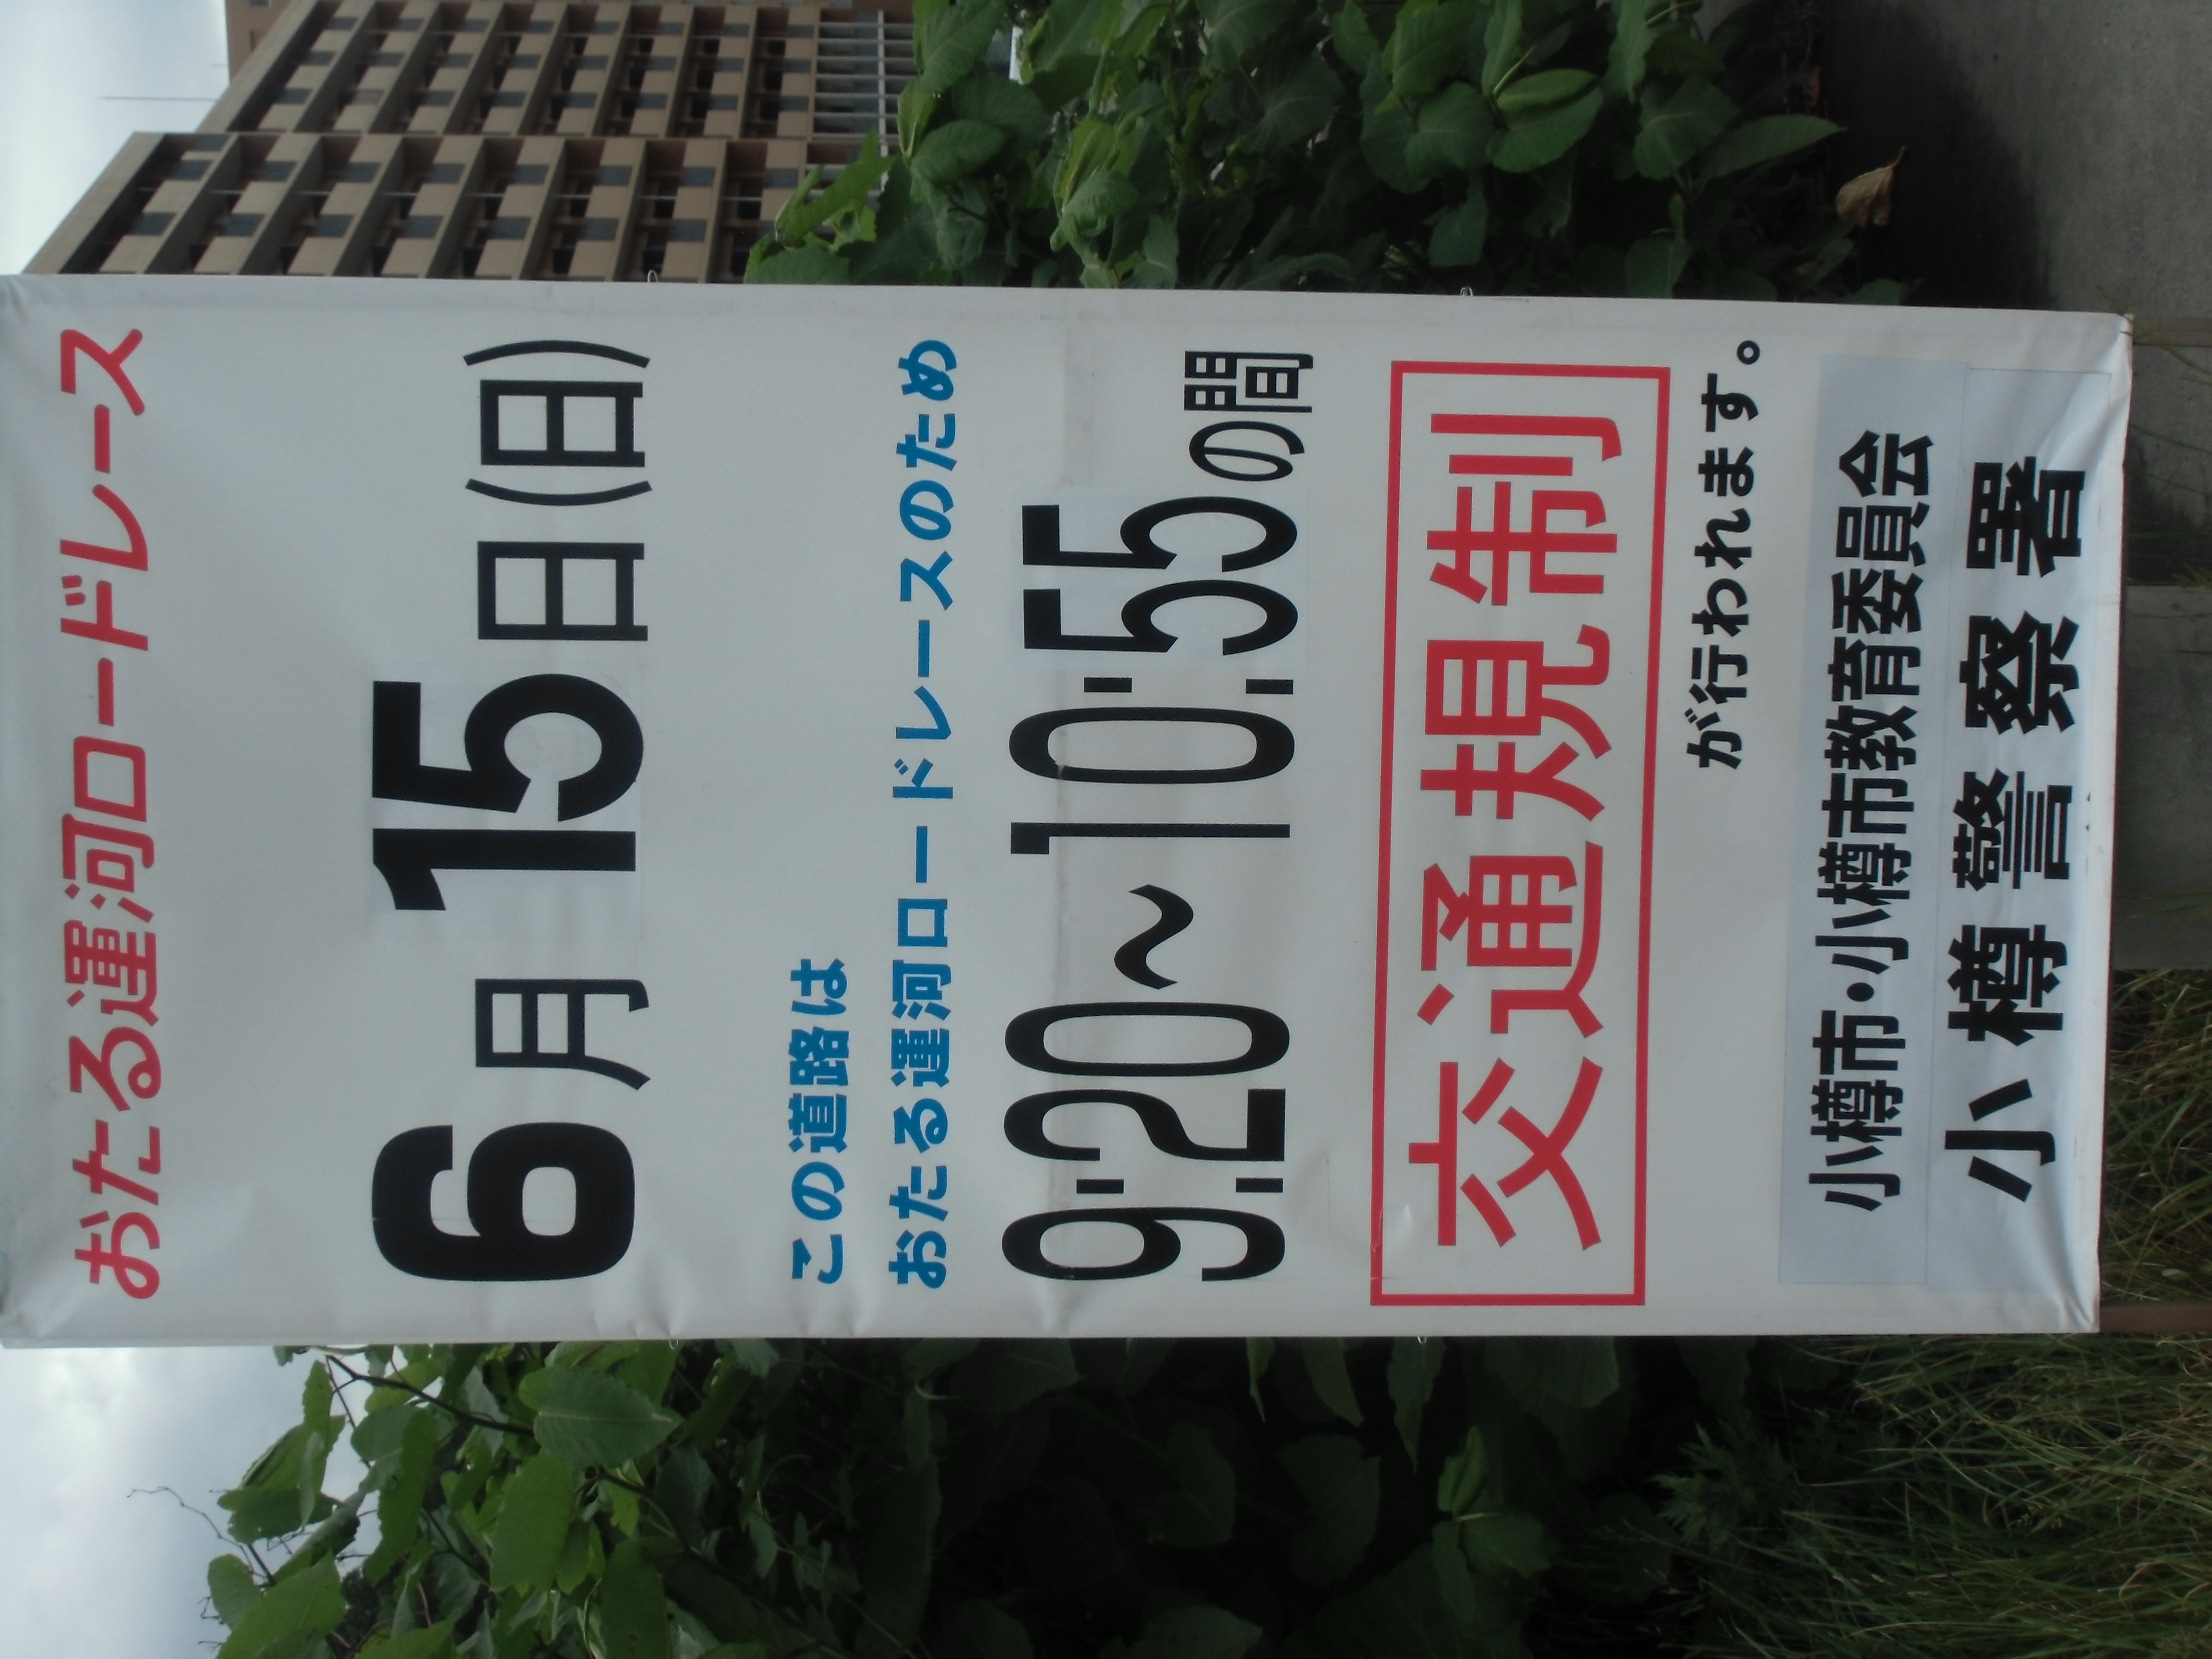 おたる運河ロードレース
6月15日(日)
この道路は
おたる運河ロードレースのため
9:20〜10:55の間
交通規制
が行われます。
小樽市・小樽市教育委員会
小樽警察署